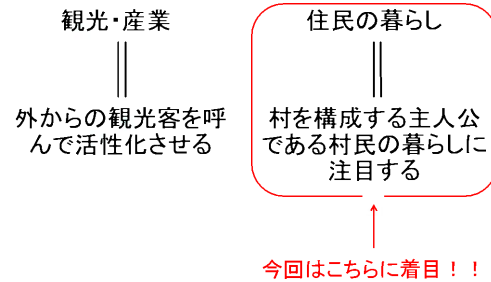 観光・産業
外からの観光客を呼
んで活性化させる
住民の暮らし
村を構成する主人公
である村民の暮らしに
注目する
今回はこちらに着目！！